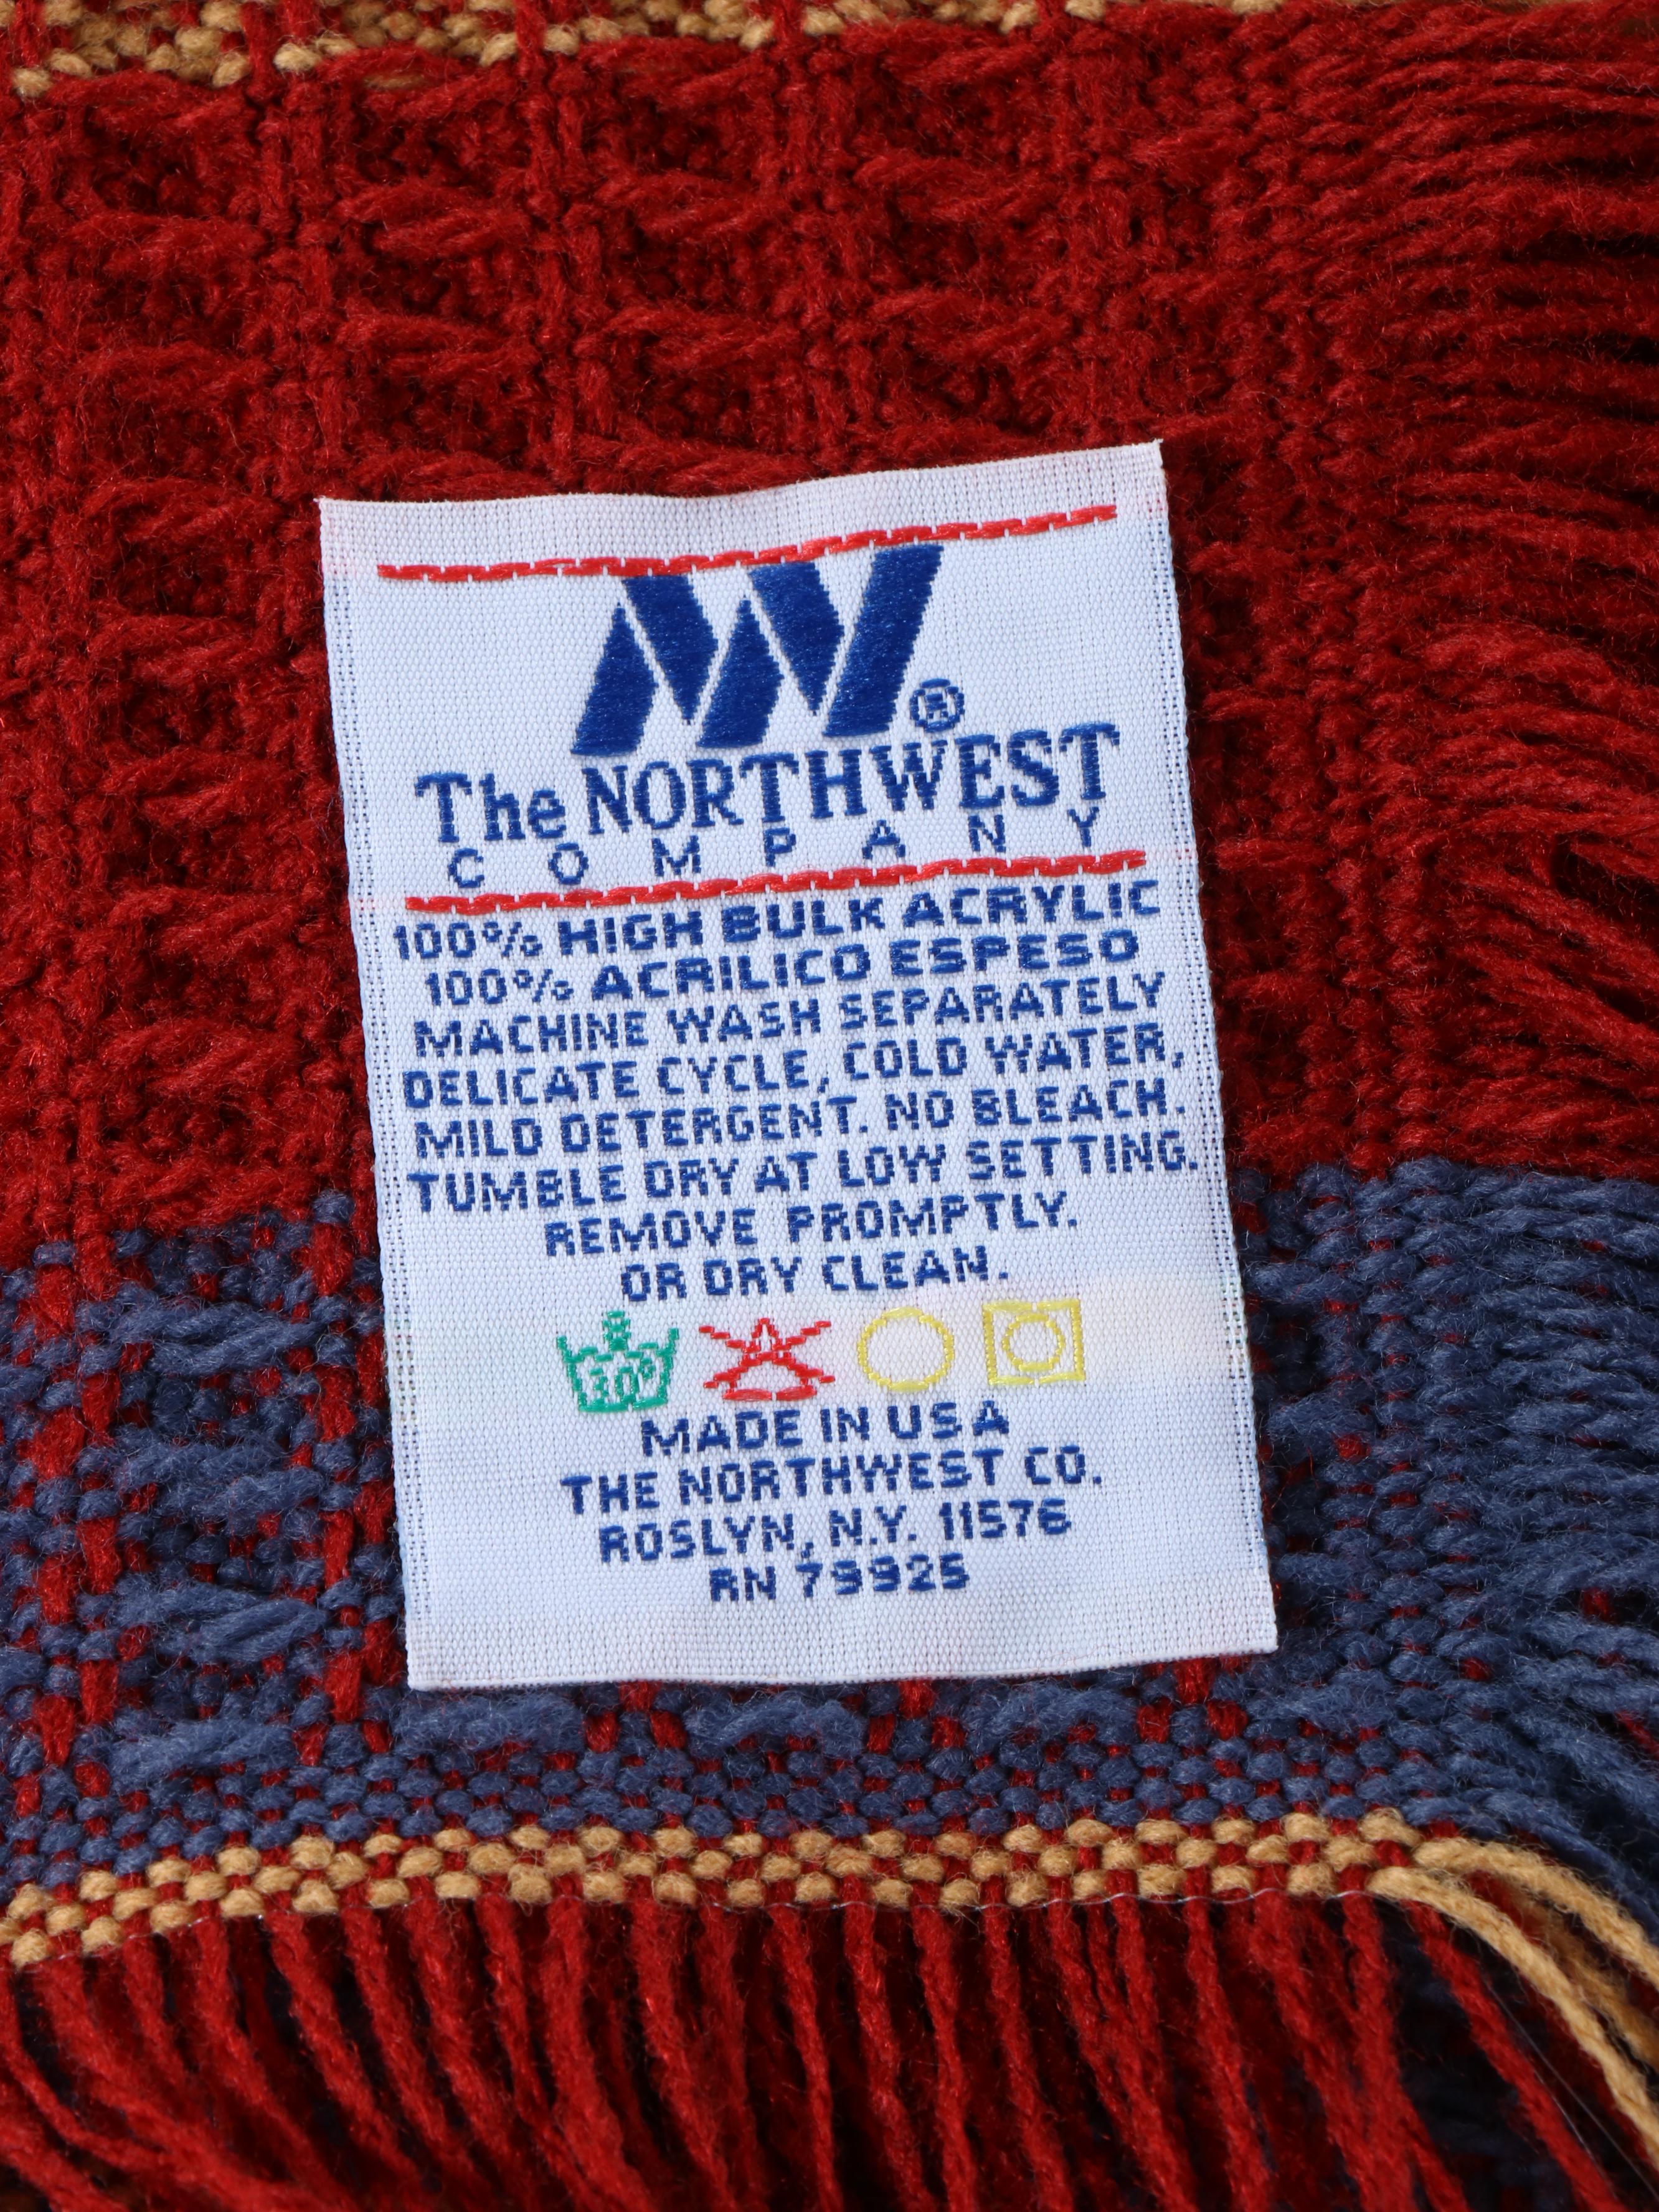 ®
The NORTHWEST
COMPANY
100% HIGH BULK ACRYLIC
100% ACRILICO ESPESO
MACHINE WASH SEPARATELY
DELICATE CYCLE, COLD WATER,
MILD DETERGENT. NO BLEACH.
TUMBLE DRY AT LOW SETTING.
REMOVE PROMPTLY.
OR DRY CLEAN.
30°
MADE IN USA
THE NORTHWEST CO.
ROSLYN, N.Y. 11576
RN 79925